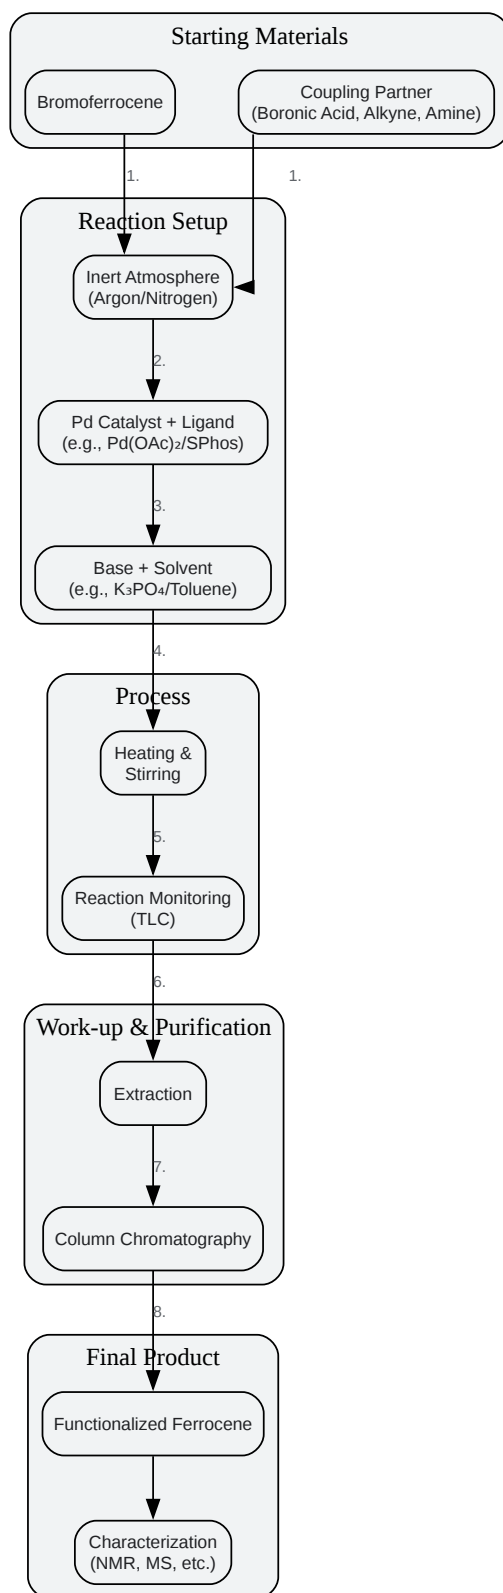 Starting Materials
Bromoferrocene
Coupling Partner
(Boronic Acid, Alkyne, Amine)
1.
1.
Reaction Setup
Inert Atmosphere
(Argon/Nitrogen)
2.
Pd Catalyst + Ligand
(e.g., Pd(OAc)₂/SPhos)
3.
Base + Solvent
(e.g., K₃PO₄/Toluene)
4.
Process
Heating &
Stirring
5.
Reaction Monitoring
(TLC)
6.
Work-up & Purification
Extraction
7.
Column Chromatography
8.
Final Product
Functionalized Ferrocene
Characterization
(NMR, MS, etc.)